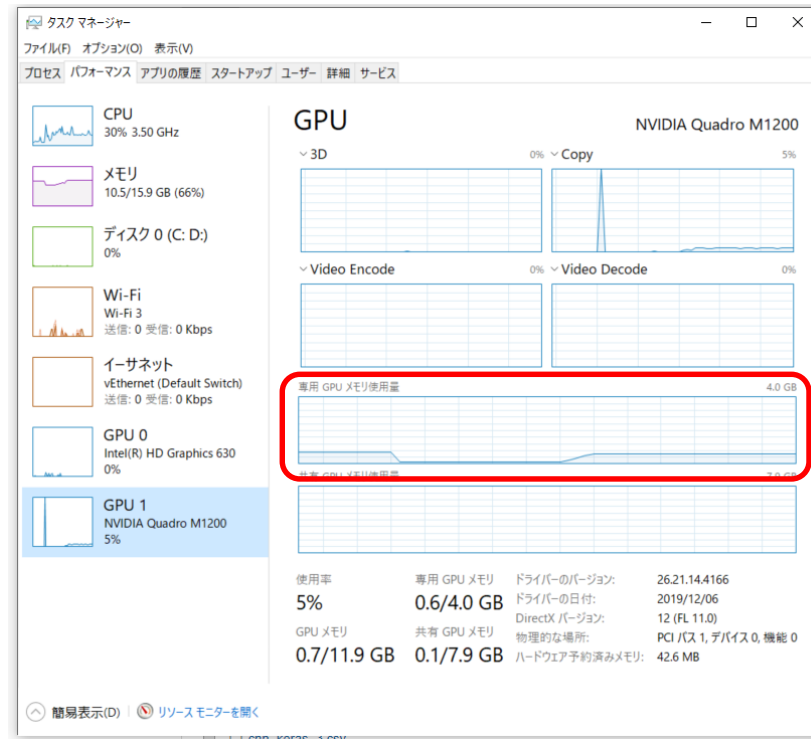 タスク マネージャー
ファイル(F) オプション(O) 表示(V)
プロセス パフォーマンス アプリの履歴 スタートアップ ユーザー 詳細 サービス
CPU
30% 3.50 GHz
メモリ
10.5/15.9 GB (66%)
ディスク 0 (C: D:)
0%
Wi-Fi
Wi-Fi 3
送信: 0 受信: 0 Kbps
イーサネット
vEthernet (Default Switch)
送信: 0 受信: 0 Kbps
GPU 0
Intel(R) HD Graphics 630
0%
GPU 1
NVIDIA Quadro M1200
5%
GPU
NVIDIA Quadro M1200
3D 0%
Copy 5%
Video Encode 0%
Video Decode 0%
専用 GPU メモリ使用量 4.0 GB
共有 GPU メモリ使用量 7.9 GB
使用率
5%
専用 GPU メモリ
0.6/4.0 GB
GPU メモリ
0.7/11.9 GB
共有 GPU メモリ
0.1/7.9 GB
ドライバーのバージョン: 26.21.14.4166
ドライバーの日付: 2019/12/06
DirectX バージョン: 12 (FL 11.0)
物理的な場所: PCI バス 1, デバイス 0, 機能 0
ハードウェア予約済みメモリ: 42.6 MB
簡易表示(D) リソース モニターを開く